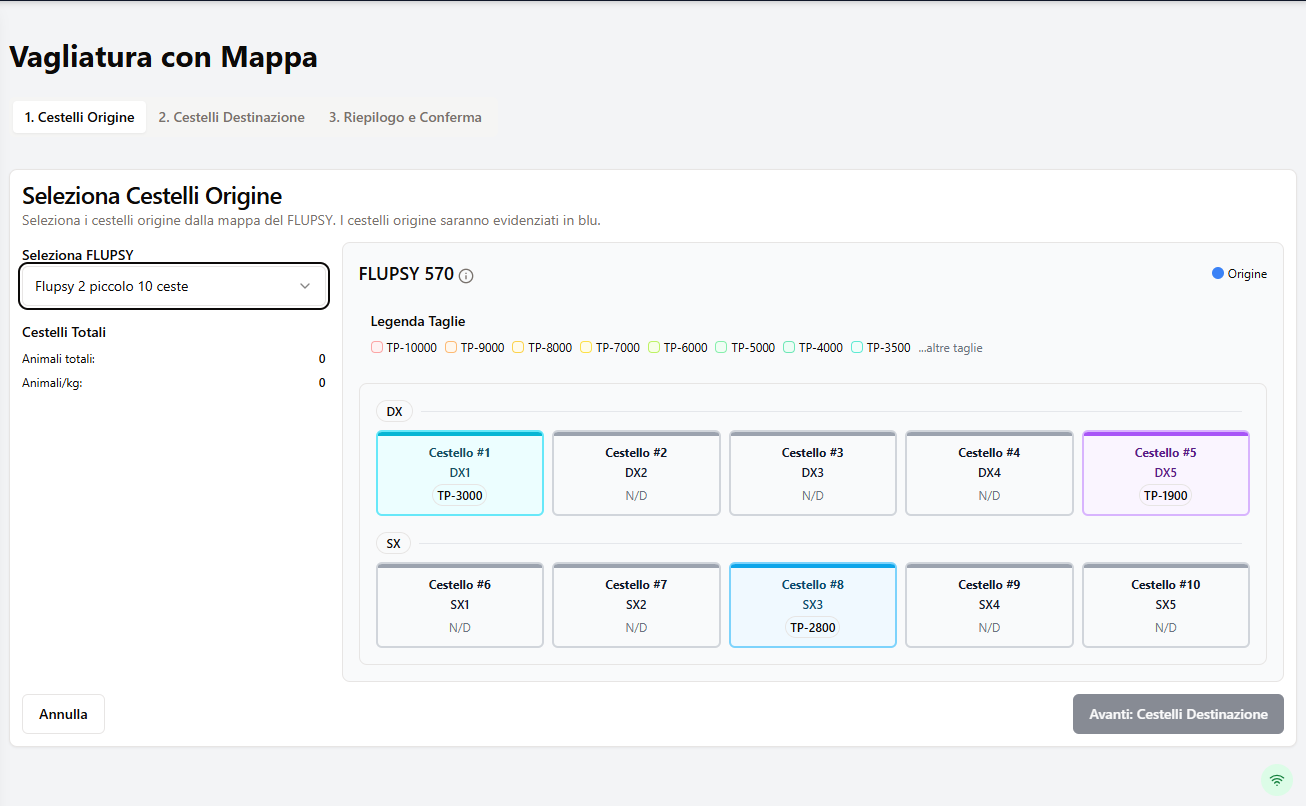 Vagliatura con Mappa
1. Cestelli Origine 2. Cestelli Destinazione 3. Riepilogo e Conferma
Seleziona Cestelli Origine
Seleziona i cestelli origine dalla mappa del FLUPSY. I cestelli origine saranno evidenziati in blu.
Seleziona FLUPSY
Flupsy 2 piccolo 10 ceste
Cestelli Totali
Animali totali: 0
Animali/kg: 0
FLUPSY 570
Origine
Legenda Taglie
TP-10000 TP-9000 TP-8000 TP-7000 TP-6000 TP-5000 TP-4000 TP-3500 ...altre taglie
DX
Cestello #1 Cestello #2 Cestello #3 Cestello #4 Cestello #5
DX1 DX2 DX3 DX4 DX5
TP-3000 N/D N/D N/D TP-1900
SX
Cestello #6 Cestello #7 Cestello #8 Cestello #9 Cestello #10
SX1 SX2 SX3 SX4 SX5
N/D N/D TP-2800 N/D N/D
Annulla
Avanti: Cestelli Destinazione